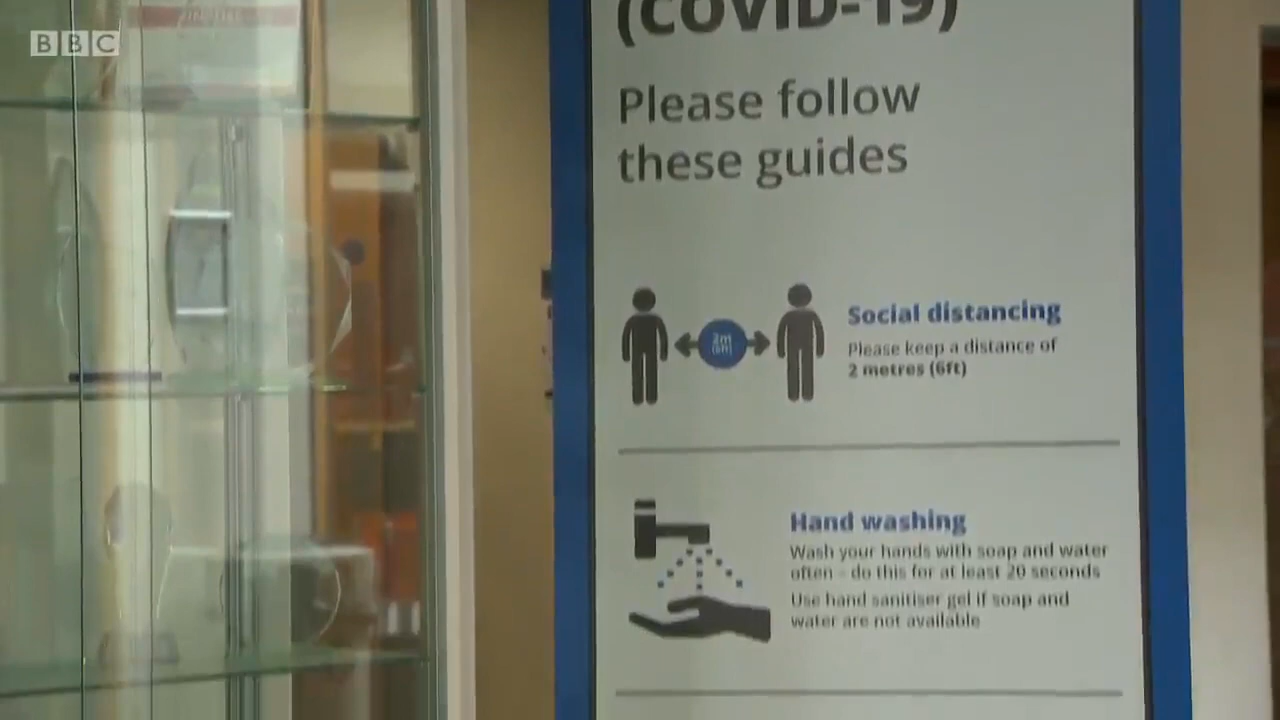 BBC
(COVID-19)
Please follow
these guides
2m
(6ft)
Social distancing
Please keep a distance of
2 metres (6ft)
Hand washing
Wash your hands with soap and water
often - do this for at least 20 seconds
Use hand sanitiser gel if soap and
water are not available